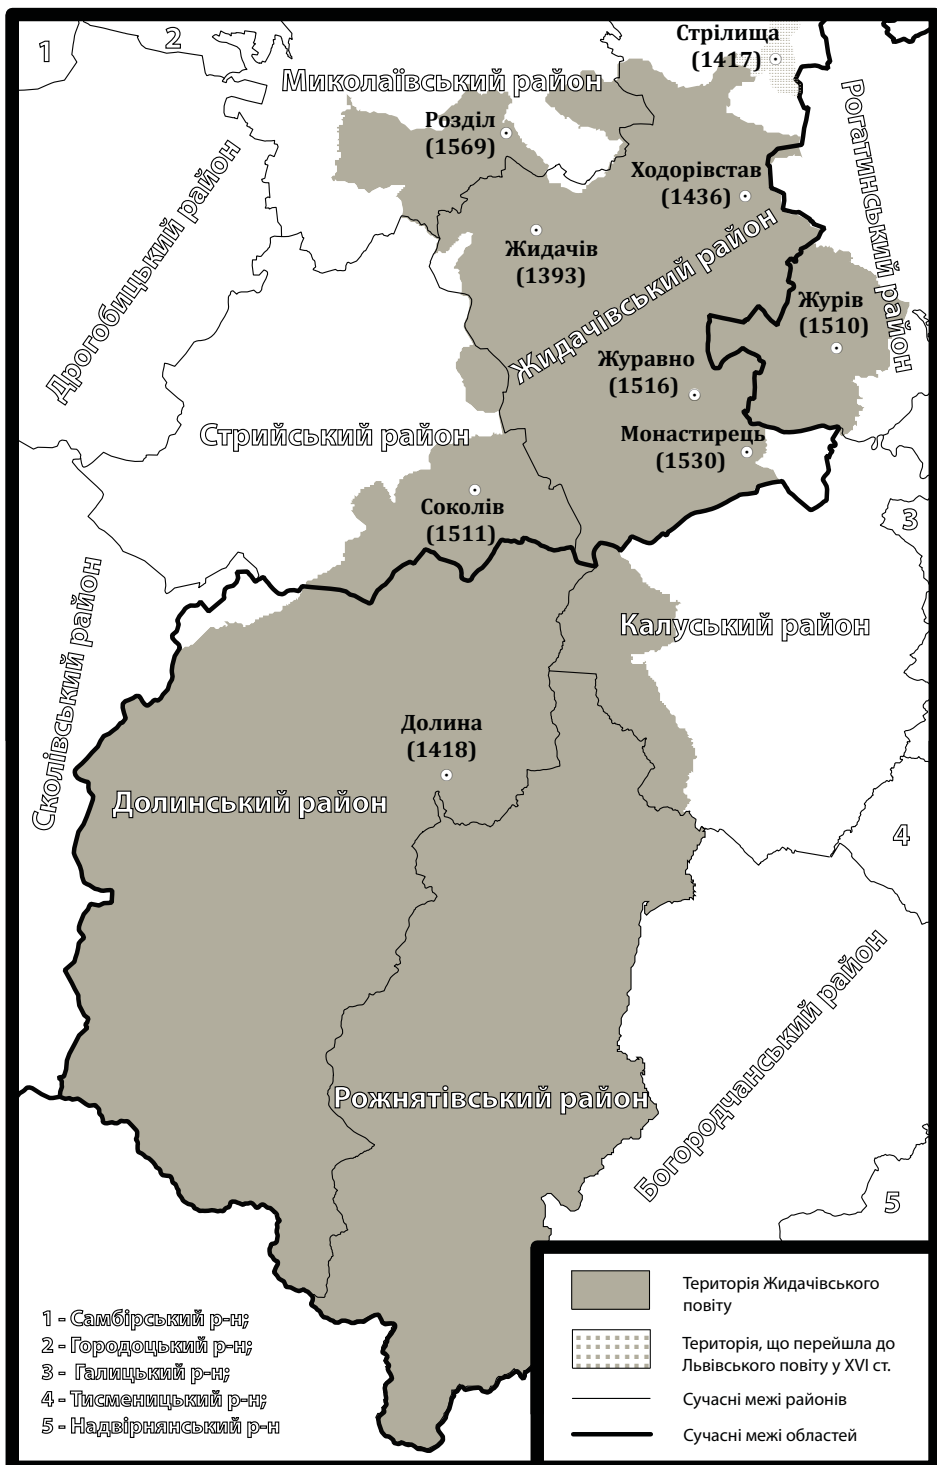 1
2
Стрілища
(1417)
Миколаївський район
Розділ
(1569)
Рогатинський район
Дрогобицький район
Ходорівстав
(1436)
Жидачів
(1393)
Жидачівський район
Журів
(1510)
Журавно
(1516)
Стрийський район
Монастирець
(1530)
Соколів
(1511)
3
Сколівський район
Калуський район
Долина
(1418)
Долинський район
4
Богородчанський район
Рожнятівський район
5
1 - Самбірський р-н;
2 - Городоцький р-н;
3 - Галицький р-н;
4 - Тисменицький р-н;
5 - Надвірнянський р-н
Територія Жидачівського
повіту
Територія, що перейшла до
Львівського повіту у XVI ст.
Сучасні межі районів
Сучасні межі областей